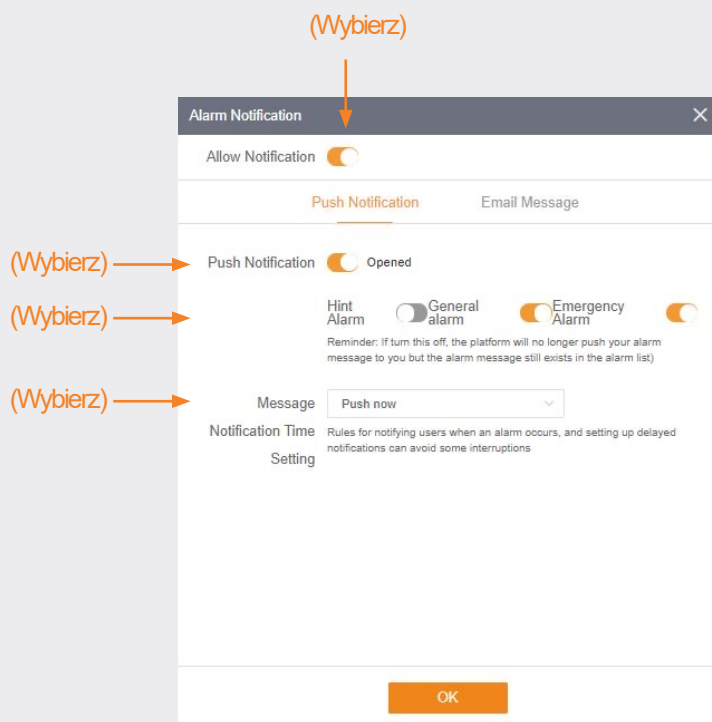 (Wybierz)
Alarm Notification
Allow Notification
Push Notification Email Message
(Wybierz) Push Notification Opened
(Wybierz) Hint Alarm General alarm Emergency Alarm
Reminder: If turn this off, the platform will no longer push your alarm
message to you but the alarm message still exists in the alarm list)
(Wybierz) Message Push now
Notification Time Setting
Rules for notifying users when an alarm occurs, and setting up delayed
notifications can avoid some interruptions
OK